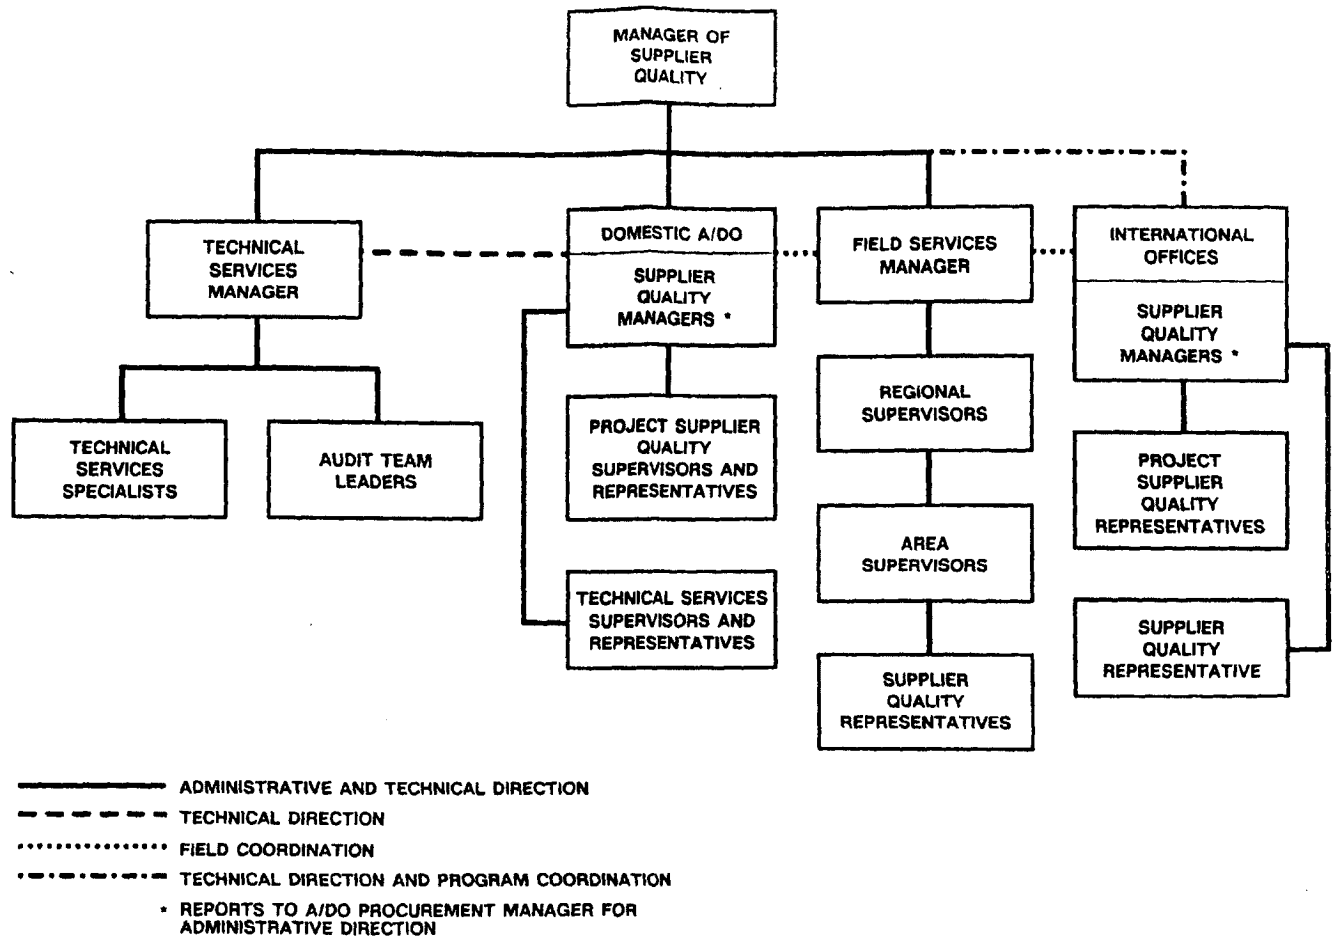 MANAGER OF
SUPPLIER
QUALITY
TECHNICAL
SERVICES
MANAGER
DOMESTIC A/DO
SUPPLIER
QUALITY
MANAGERS *
FIELD SERVICES
MANAGER
INTERNATIONAL
OFFICES
SUPPLIER
QUALITY
MANAGERS *
TECHNICAL
SERVICES
SPECIALISTS
AUDIT TEAM
LEADERS
PROJECT SUPPLIER
QUALITY
SUPERVISORS AND
REPRESENTATIVES
REGIONAL
SUPERVISORS
PROJECT
SUPPLIER
QUALITY
REPRESENTATIVES
AREA
SUPERVISORS
TECHNICAL SERVICES
SUPERVISORS AND
REPRESENTATIVES
SUPPLIER
QUALITY
REPRESENTATIVE
SUPPLIER
QUALITY
REPRESENTATIVES
ADMINISTRATIVE AND TECHNICAL DIRECTION
TECHNICAL DIRECTION
FIELD COORDINATION
TECHNICAL DIRECTION AND PROGRAM COORDINATION
* REPORTS TO A/DO PROCUREMENT MANAGER FOR
ADMINISTRATIVE DIRECTION